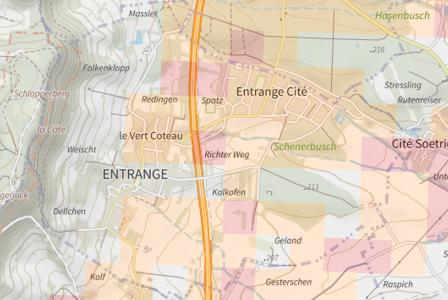 Massler
Hasenbusch
216
Falkenklopp
Stressling
Schlopperberg
Redingen
Spatz
Entrange Cité
Rutenreiser
la Côte
le Vert Coteau
Cité Soetric
Weischt
Richter Weg
Schenerbusch
ENTRANGE
Kalkofen
211
Dellchen
Geland
207
Kolf
Gesterschen
Raspich